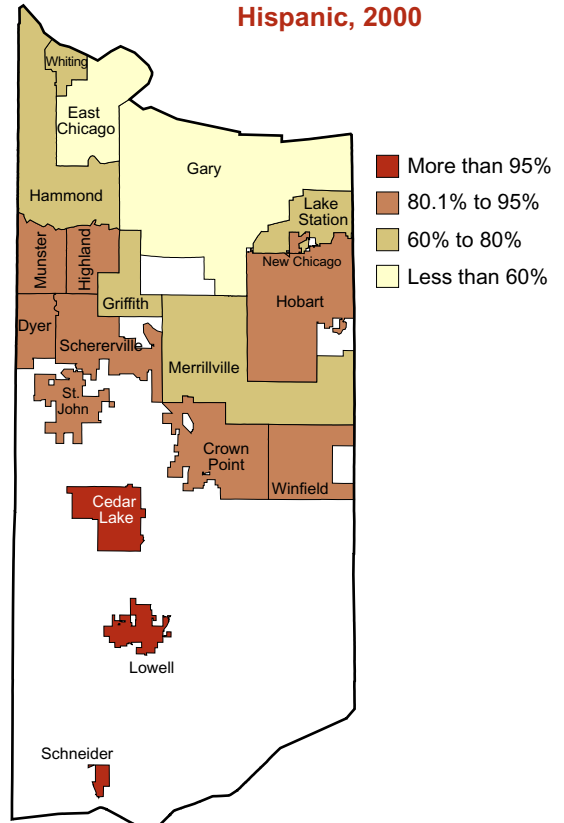 Hispanic, 2000
Whiting
East
Chicago
Gary
More than 95%
80.1% to 95%
60% to 80%
Less than 60%
Hammond
Lake
Station
Munster
Highland
New Chicago
Griffith
Hobart
Dyer
Schererville
Merrillville
St.
John
Crown
Point
Winfield
Cedar
Lake
Lowell
Schneider